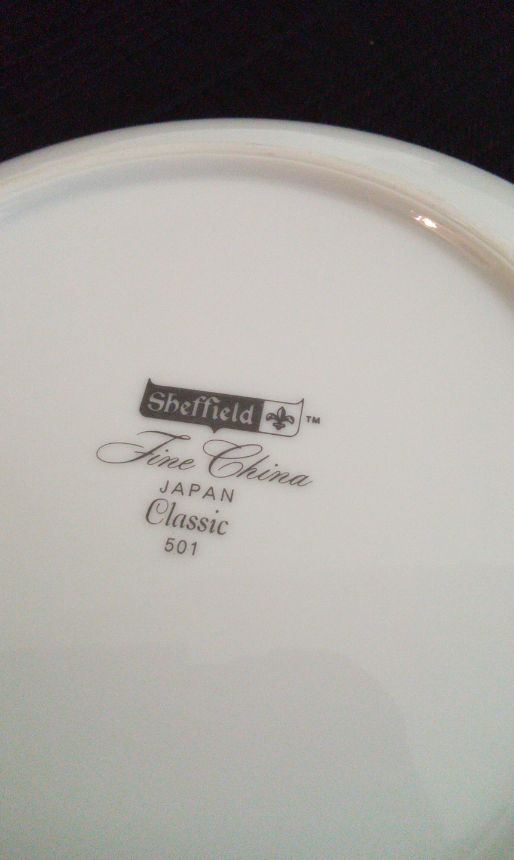 Sheffield ™
Fine China
JAPAN
Classic
501